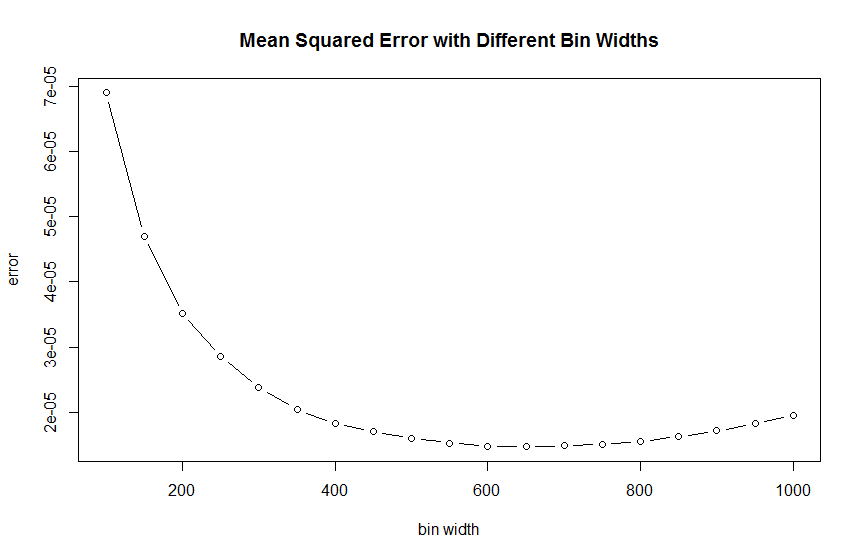 Mean Squared Error with Different Bin Widths
7e-05
6e-05
5e-05
4e-05
3e-05
2e-05
error
200 400 600 800 1000
bin width